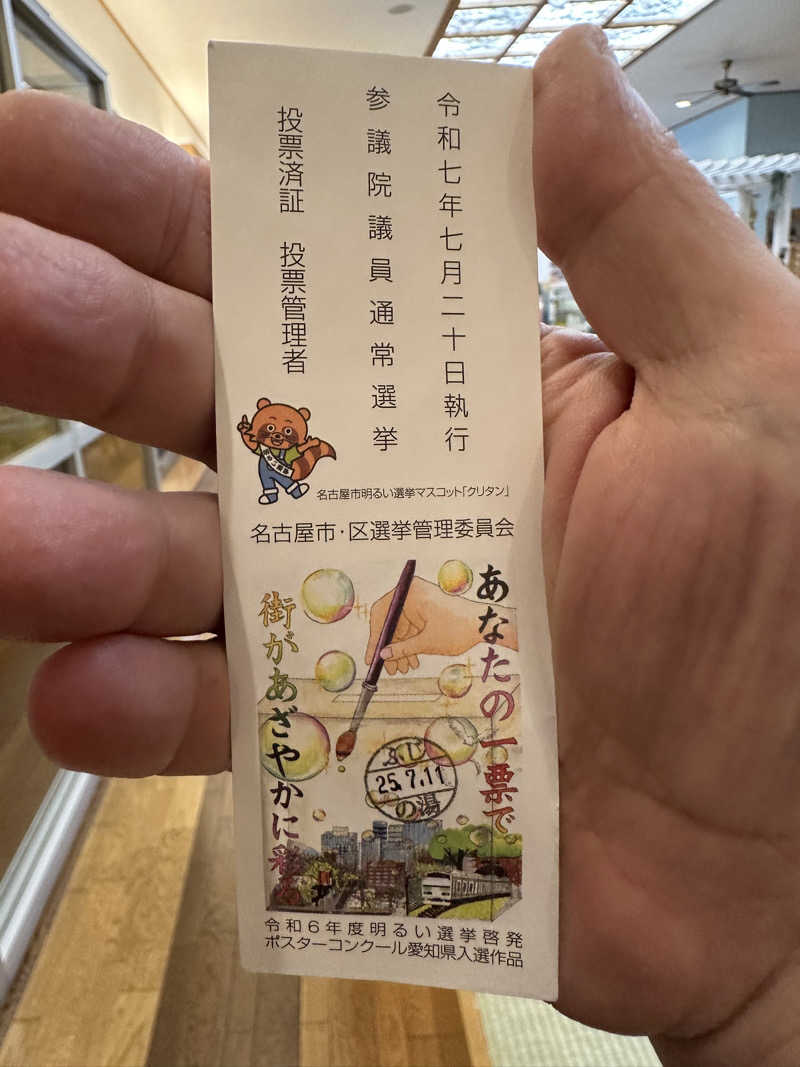 令和七年七月二十日執行
参議院議員通常選挙
投票済証 投票管理者
名古屋市明るい選挙マスコット「クリタン」
名古屋市・区選挙管理委員会
あなたの一票で
街があざやかに彩る
ふじ
25.7.11
の湯
令和6年度明るい選挙啓発
ポスターコンクール愛知県入選作品